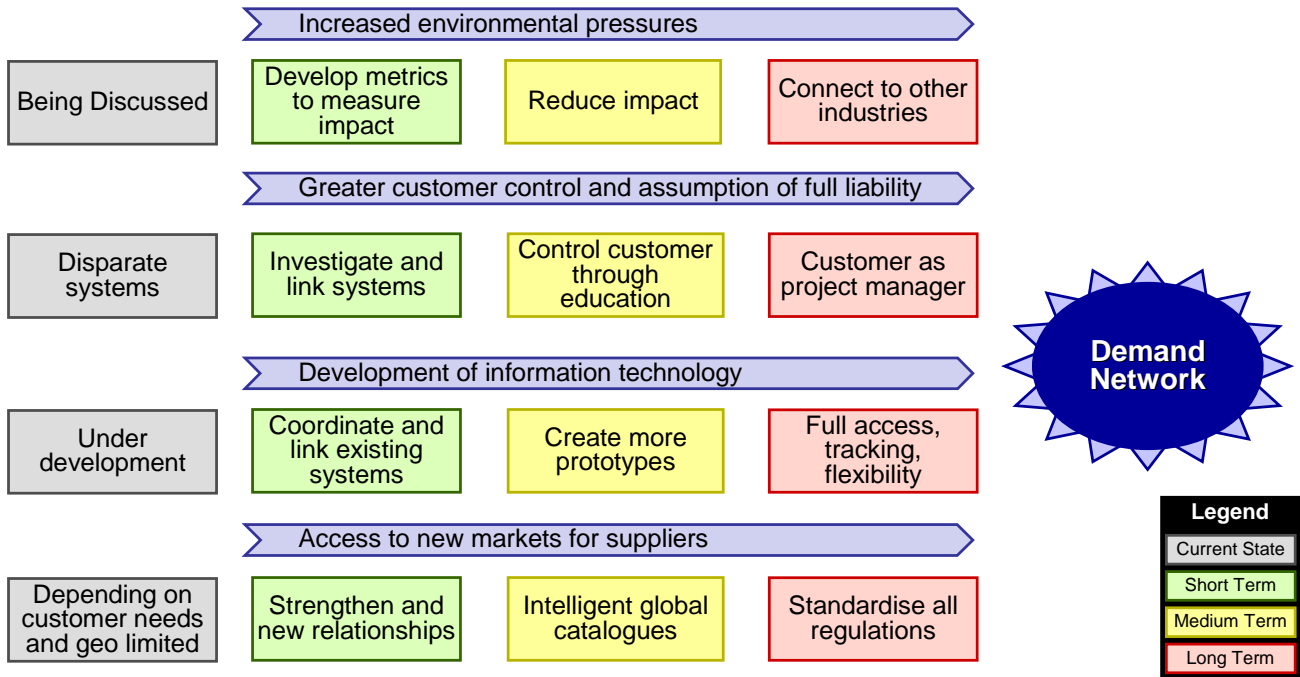 Increased environmental pressures
Being Discussed
Develop metrics
to measure
impact
Reduce impact
Connect to other
industries
Greater customer control and assumption of full liability
Disparate
systems
Investigate and
link systems
Control customer
through
education
Customer as
project manager
Demand
Network
Development of information technology
Under
development
Coordinate and
link existing
systems
Create more
prototypes
Full access,
tracking,
flexibility
Access to new markets for suppliers
Depending on
customer needs
and geo limited
Strengthen and
new relationships
Intelligent global
catalogues
Standardise all
regulations
Legend
Current State
Short Term
Medium Term
Long Term